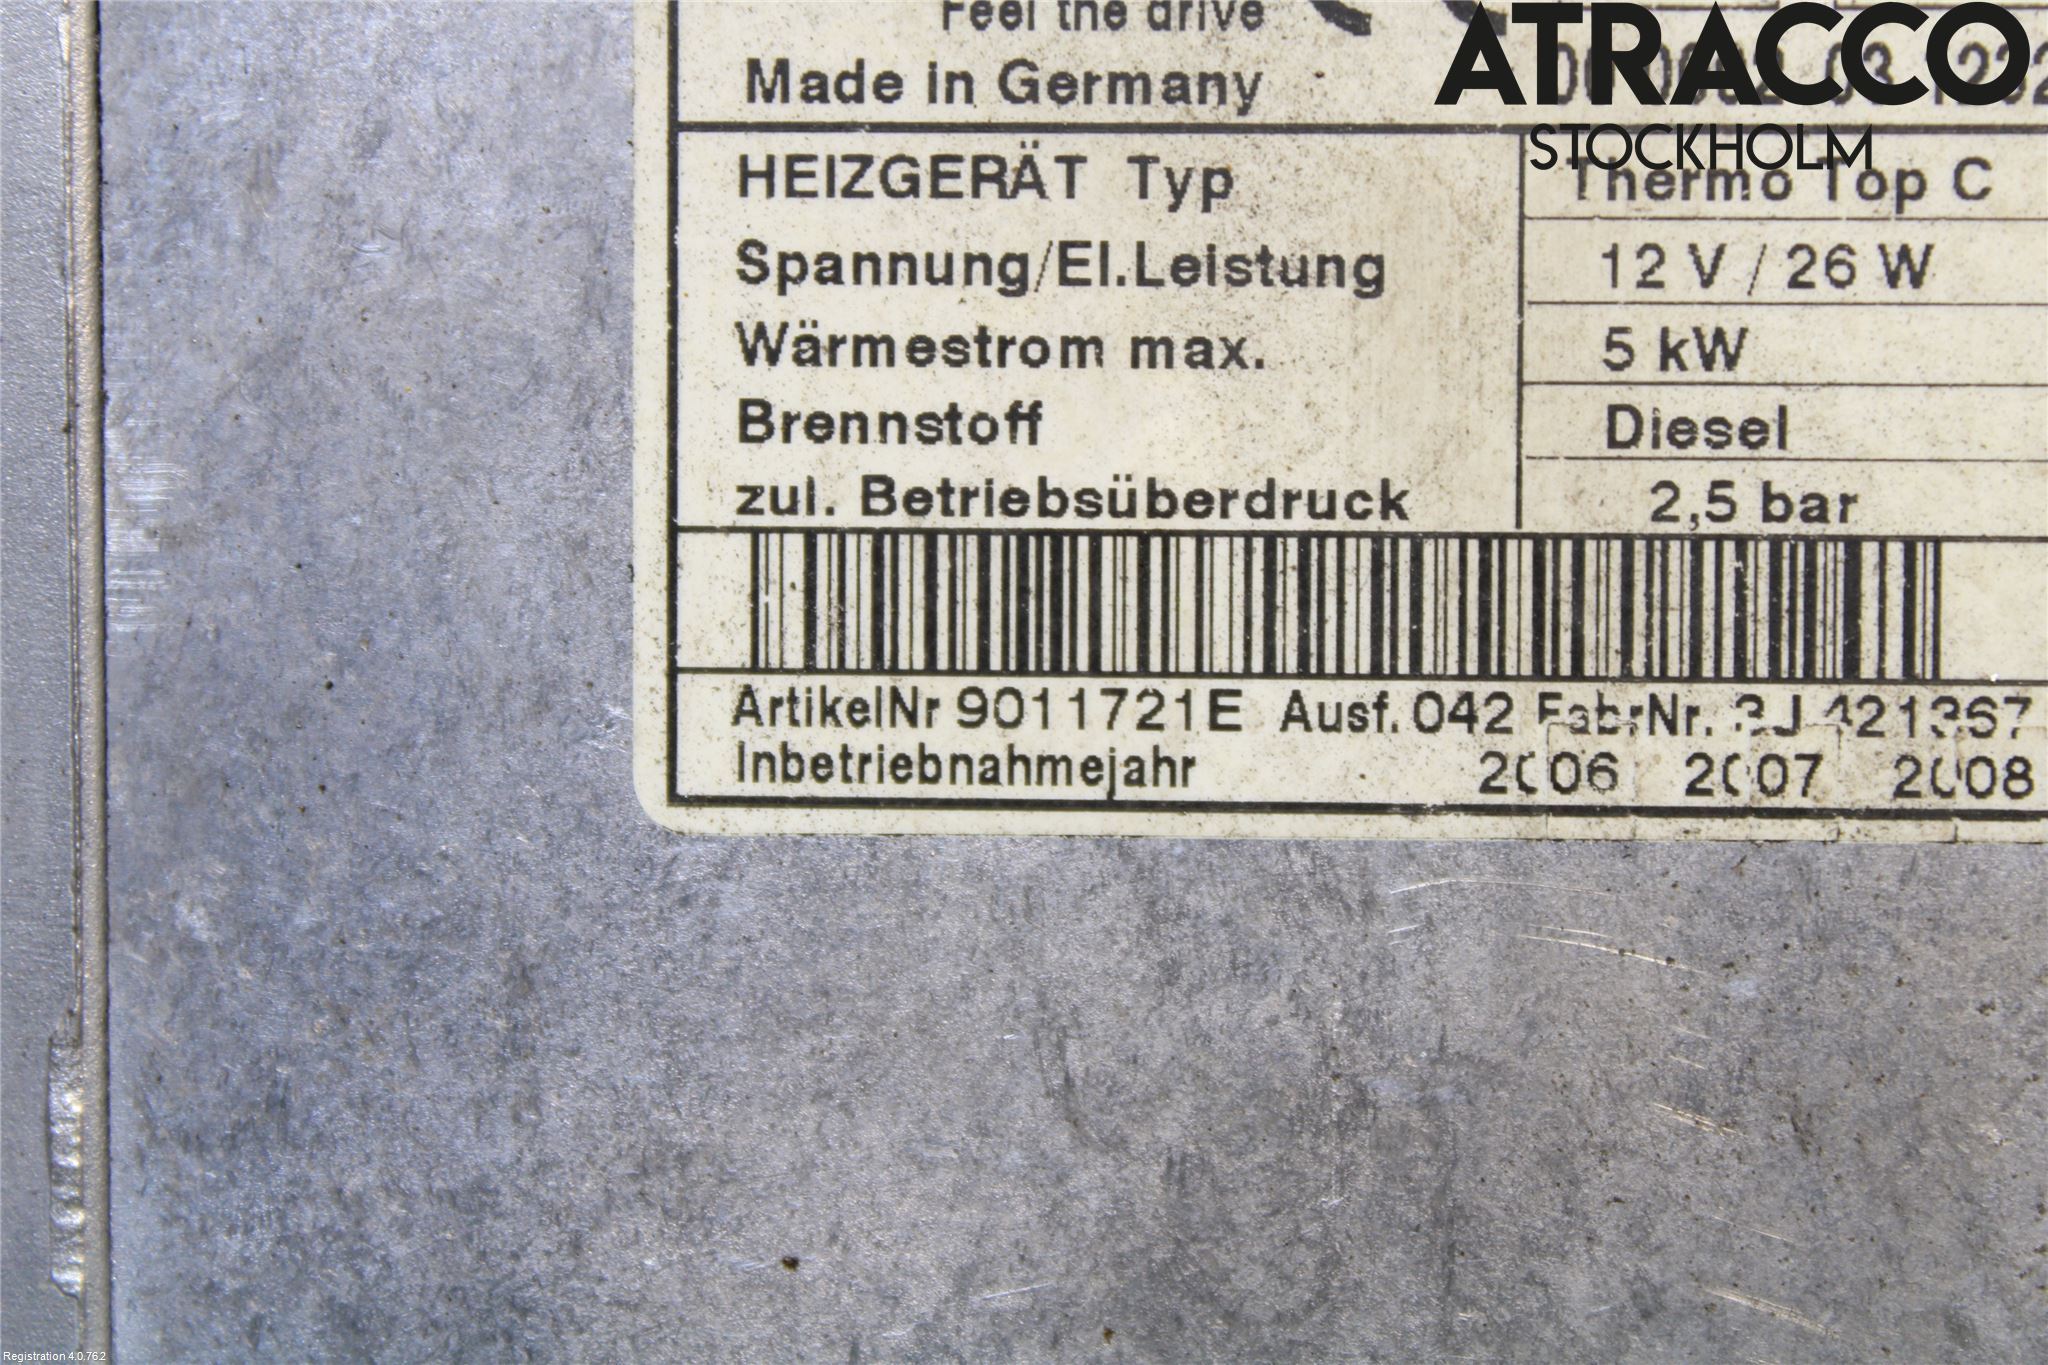 Feel the drive
Made in Germany
ATRACCO
STOCKHOLM
HEIZGERÄT Typ Thermo Top C
Spannung/El.Leistung 12 V / 26 W
Wärmestrom max. 5 kW
Brennstoff Diesel
zul. Betriebsüberdruck 2,5 bar
ArtikelNr 9011721E Ausf. 042 FabrNr.
Inbetriebnahmejahr 2006 2007 2008
Registration 4.0.762